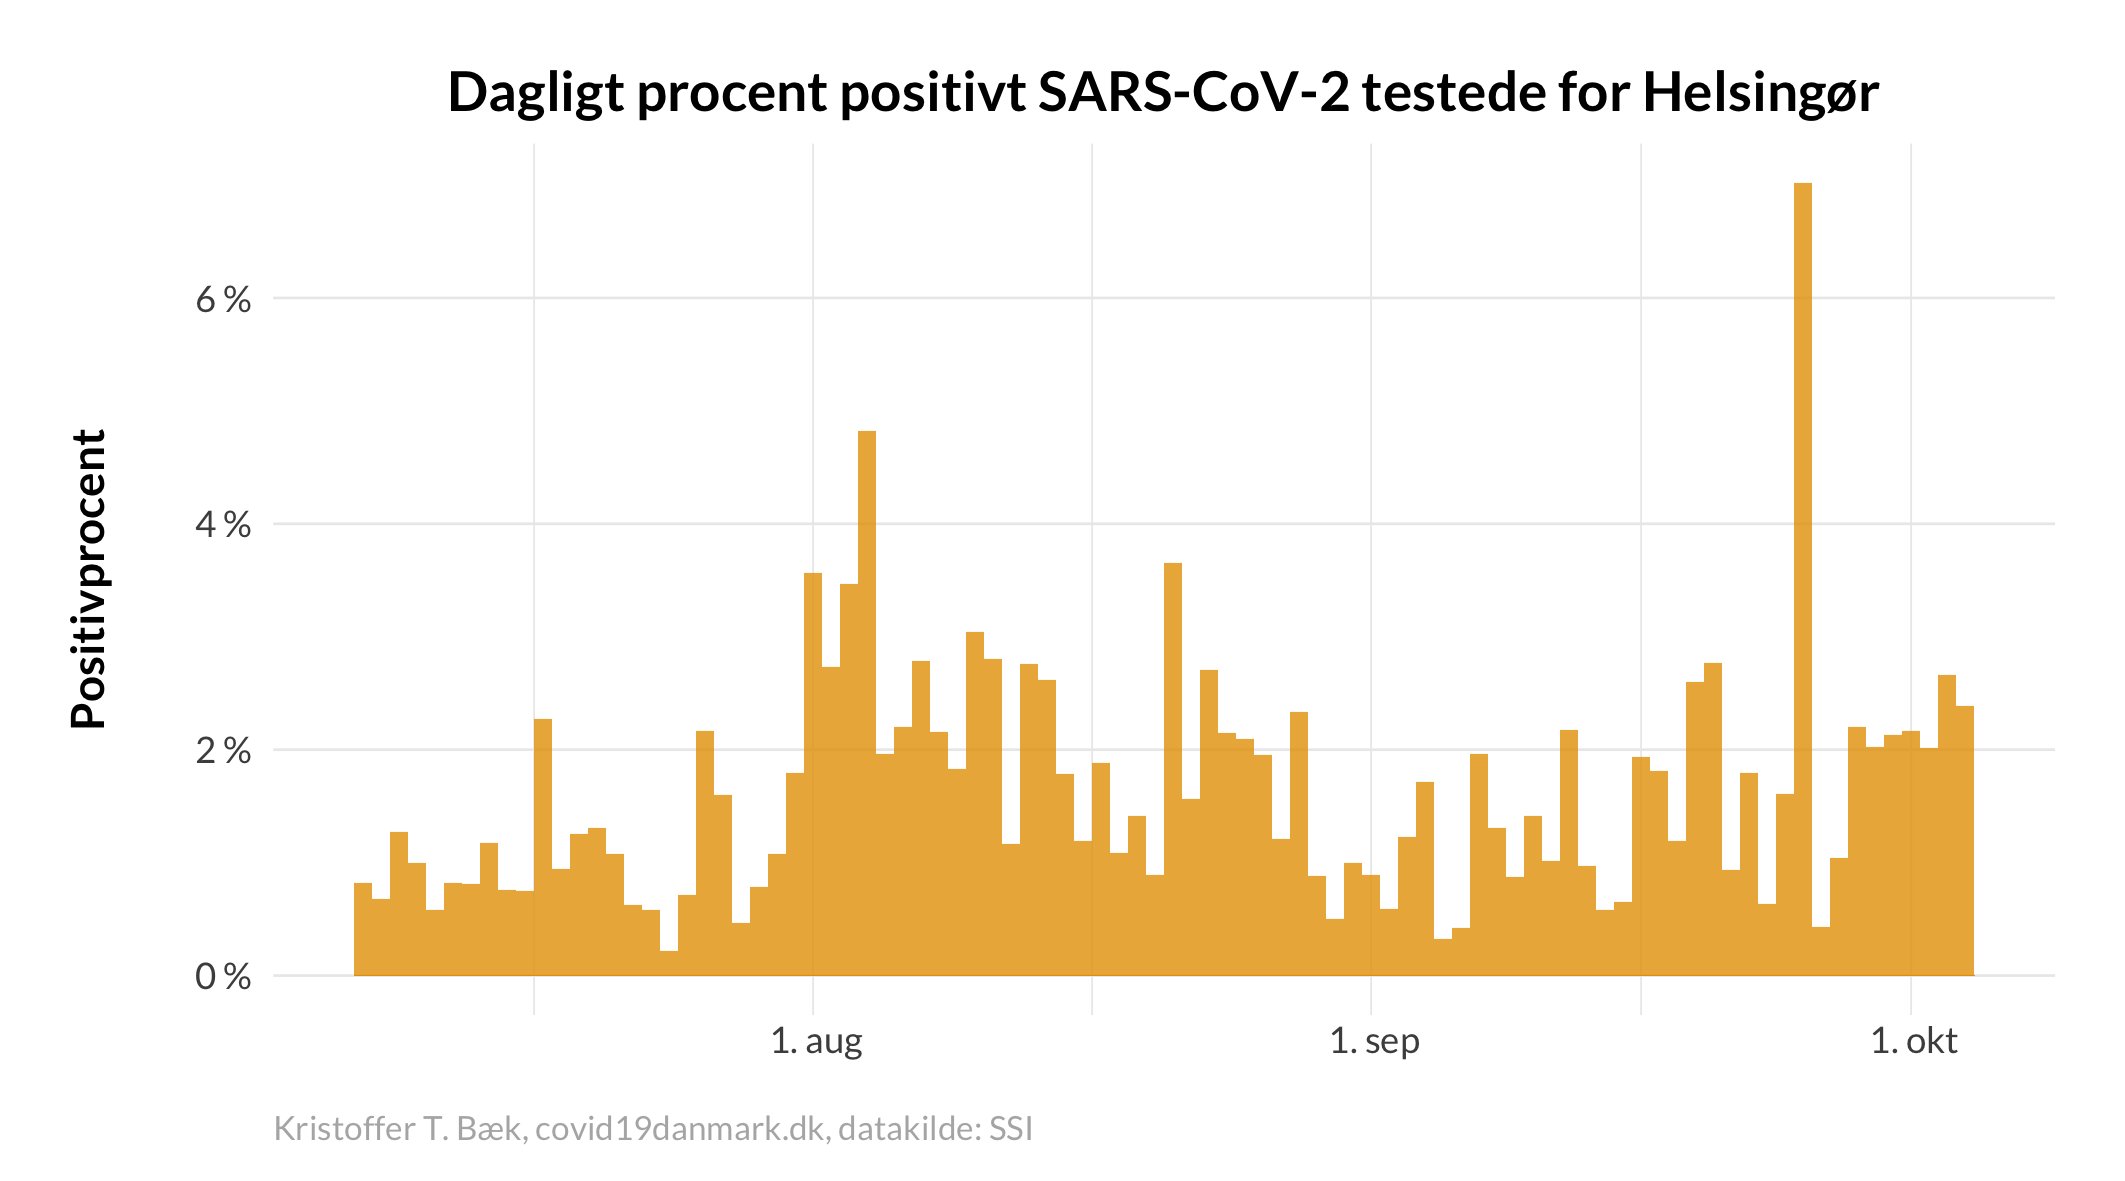 Dagligt procent positivt SARS-CoV-2 testede for Helsingør
Positivprocent
6 %
4 %
2 %
0 %
1. aug
1. sep
1. okt
Kristoffer T. Bæk, covid19danmark.dk, datakilde: SSI